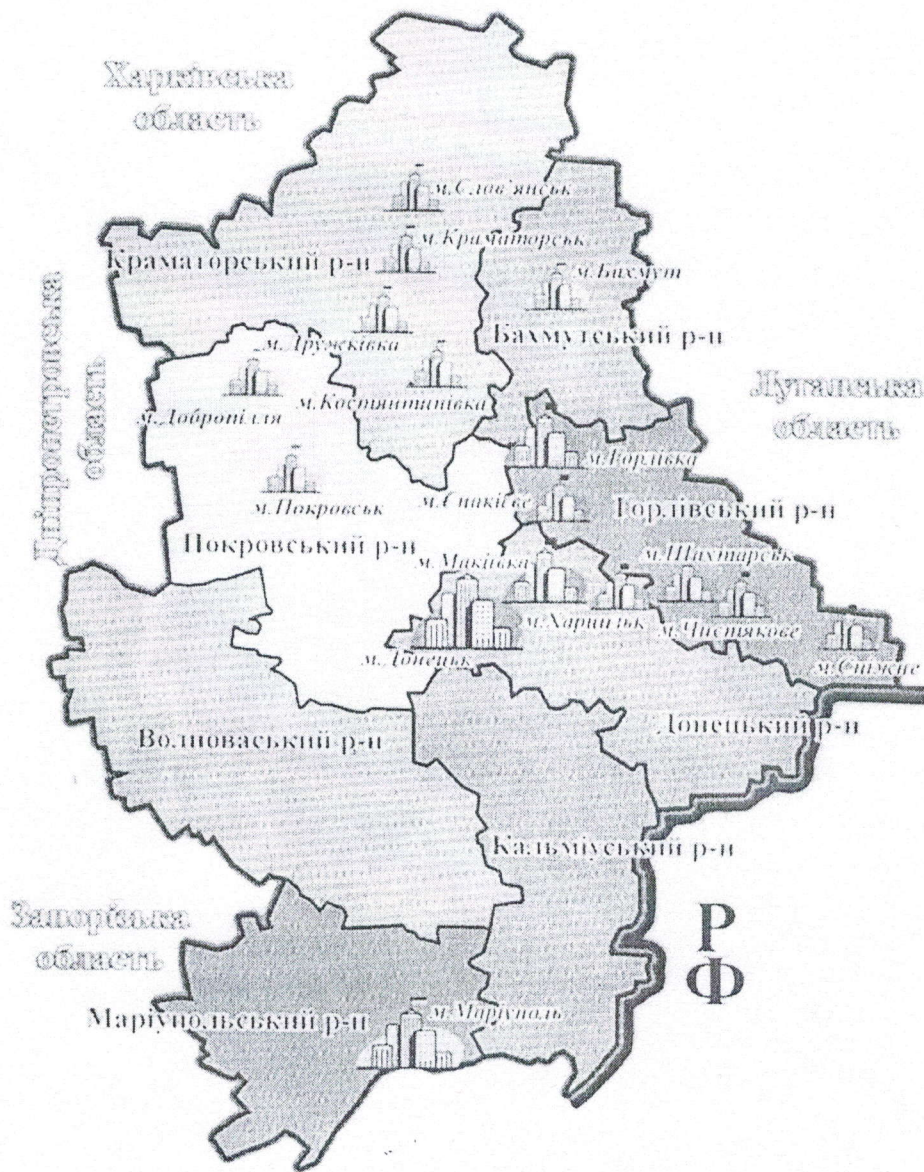 Харківська
область
м.Слов'янськ
м.Краматорськ
Краматорський р-н
м.Бахмут
Бахмутський р-н
м.Дружківка
м.Костянтинівка
м.Добропілля
Дніпропетровська
область
Луганська
область
м.Горлівка
м.Єнакієве
Горлівський р-н
м.Покровськ
Покровський р-н
м.Макіївка
м.Шахтарськ
м.Харцизьк
м.Чистякове
м.Донецьк
м.Сніжне
Донецький р-н
Волноваський р-н
Кальміуський р-н
Запорізька
область
Р
Ф
Маріупольський р-н
м.Маріуполь